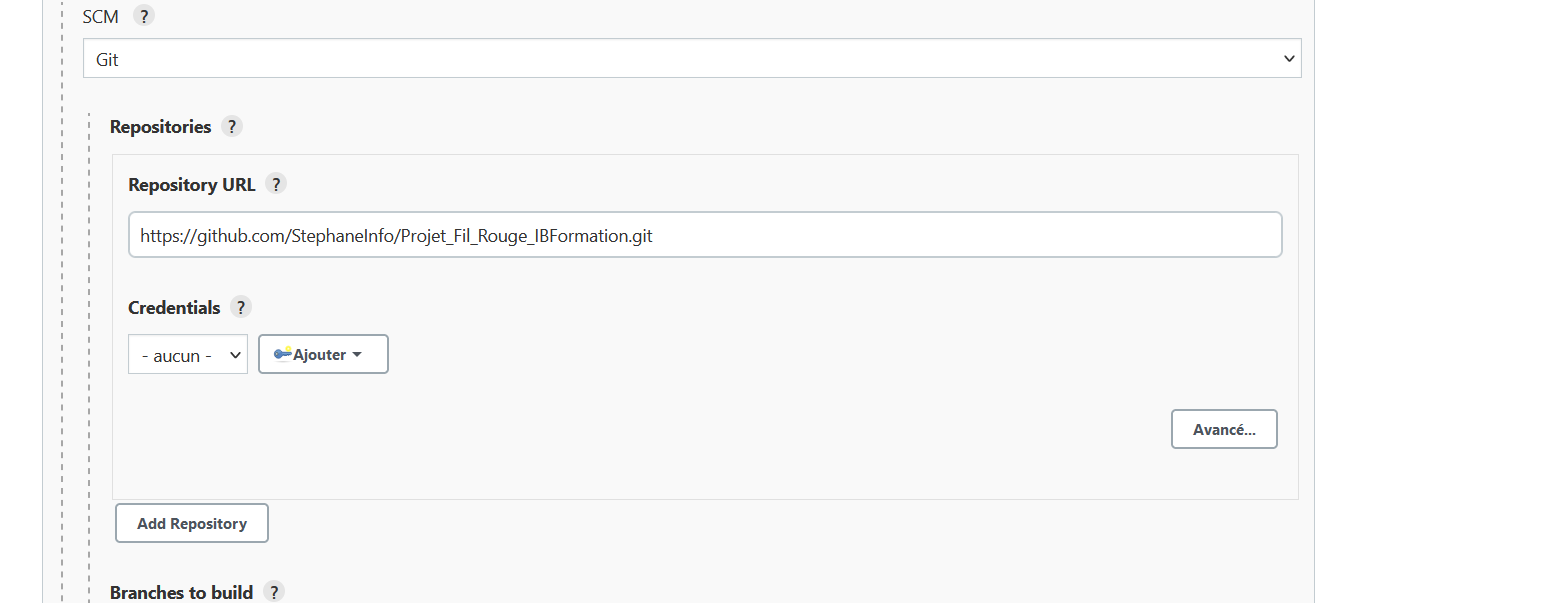 SCM ?
Git
Repositories ?
Repository URL ?
https://github.com/StephaneInfo/Projet_Fil_Rouge_IBFormation.git
Credentials ?
- aucun - Ajouter
Avancé...
Add Repository
Branches to build ?